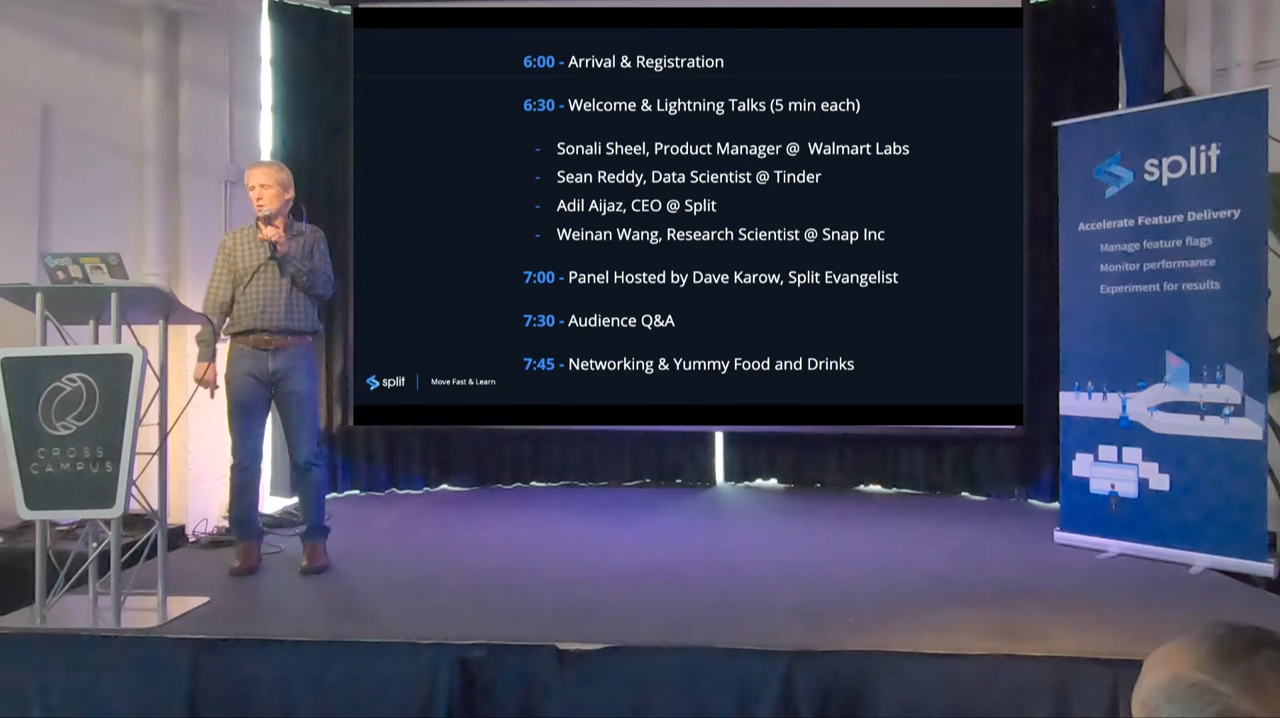 6:00 - Arrival & Registration
6:30 - Welcome & Lightning Talks (5 min each)
- Sonali Sheel, Product Manager @ Walmart Labs
- Sean Reddy, Data Scientist @ Tinder
- Adil Aijaz, CEO @ Split
- Weinan Wang, Research Scientist @ Snap Inc
7:00 - Panel Hosted by Dave Karow, Split Evangelist
7:30 - Audience Q&A
7:45 - Networking & Yummy Food and Drinks
split | Move Fast & Learn
split
Accelerate Feature Delivery
Manage feature flags
Monitor performance
Experiment for results
CROSS
CAMPUS